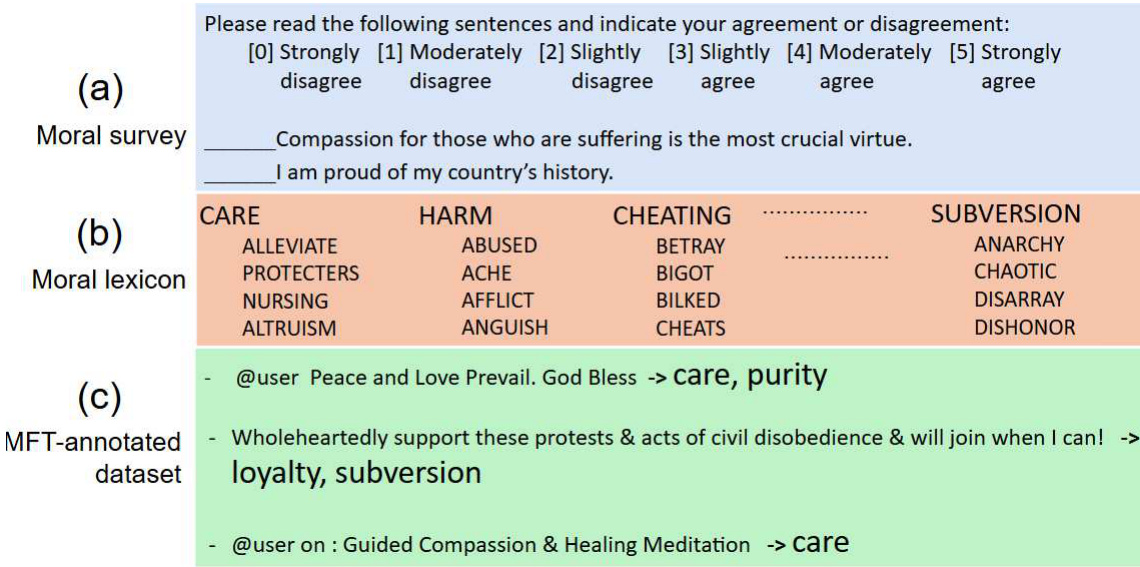 (a)
Moral survey
Please read the following sentences and indicate your agreement or disagreement:
[0] Strongly [1] Moderately [2] Slightly [3] Slightly [4] Moderately [5] Strongly
disagree disagree disagree agree agree agree
_______Compassion for those who are suffering is the most crucial virtue.
_______I am proud of my country's history.
(b)
Moral lexicon
CARE HARM CHEATING ............... SUBVERSION
ALLEVIATE ABUSED BETRAY ............... ANARCHY
PROTECTERS ACHE BIGOT CHAOTIC
NURSING AFFLICT BILKED DISARRAY
ALTRUISM ANGUISH CHEATS DISHONOR
(c)
MFT-annotated
dataset
- @user Peace and Love Prevail. God Bless -> care, purity
- Wholeheartedly support these protests & acts of civil disobedience & will join when I can! ->
loyalty, subversion
- @user on : Guided Compassion & Healing Meditation -> care